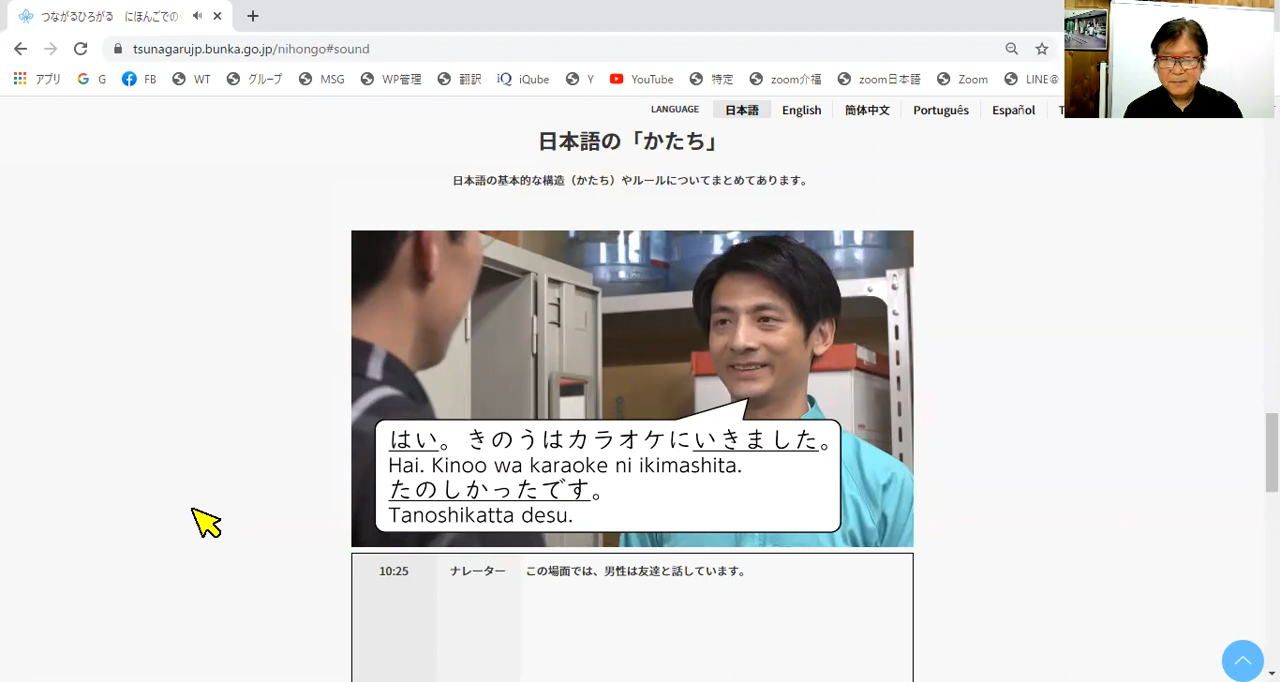 つながるひろがる　にほんごでの
tsunagarujp.bunka.go.jp/nihongo#sound
アプリ G FB WT グループ MSG WP管理 翻訳 iQube Y YouTube 特定 zoom介福 zoom日本語 Zoom LINE@
LANGUAGE 日本語 English 简体中文 Português Español
日本語の「かたち」
日本語の基本的な構造（かたち）やルールについてまとめてあります。
はい。きのうはカラオケにいきました。
Hai. Kinoo wa karaoke ni ikimashita.
たのしかったです。
Tanoshikatta desu.
10:25 ナレーター この場面では、男性は友達と話しています。